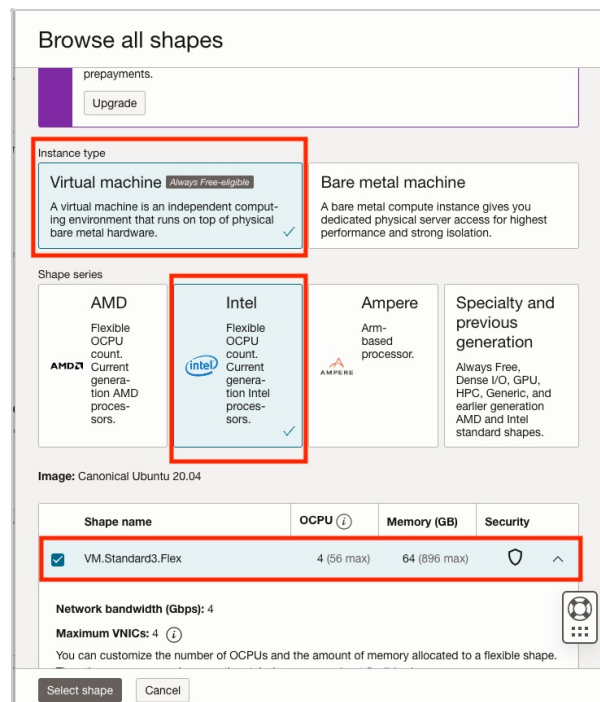 Browse all shapes
prepayments.
Upgrade
Instance type
Virtual machine Always Free-eligible
A virtual machine is an independent comput-
ing environment that runs on top of physical
bare metal hardware.
Bare metal machine
A bare metal compute instance gives you
dedicated physical server access for highest
performance and strong isolation.
Shape series
AMD
AMD
Flexible
OCPU
count.
Current
genera-
tion AMD
proces-
sors.
Intel
intel
Flexible
OCPU
count.
Current
genera-
tion Intel
proces-
sors.
Ampere
AMPERE
Arm-
based
processor.
Specialty and
previous
generation
Always Free,
Dense I/O, GPU,
HPC, Generic, and
earlier generation
AMD and Intel
standard shapes.
Image: Canonical Ubuntu 20.04
Shape name OCPU i Memory (GB) Security
VM.Standard3.Flex 4 (56 max) 64 (896 max)
Network bandwidth (Gbps): 4
Maximum VNICs: 4 i
You can customize the number of OCPUs and the amount of memory allocated to a flexible shape.
Select shape Cancel